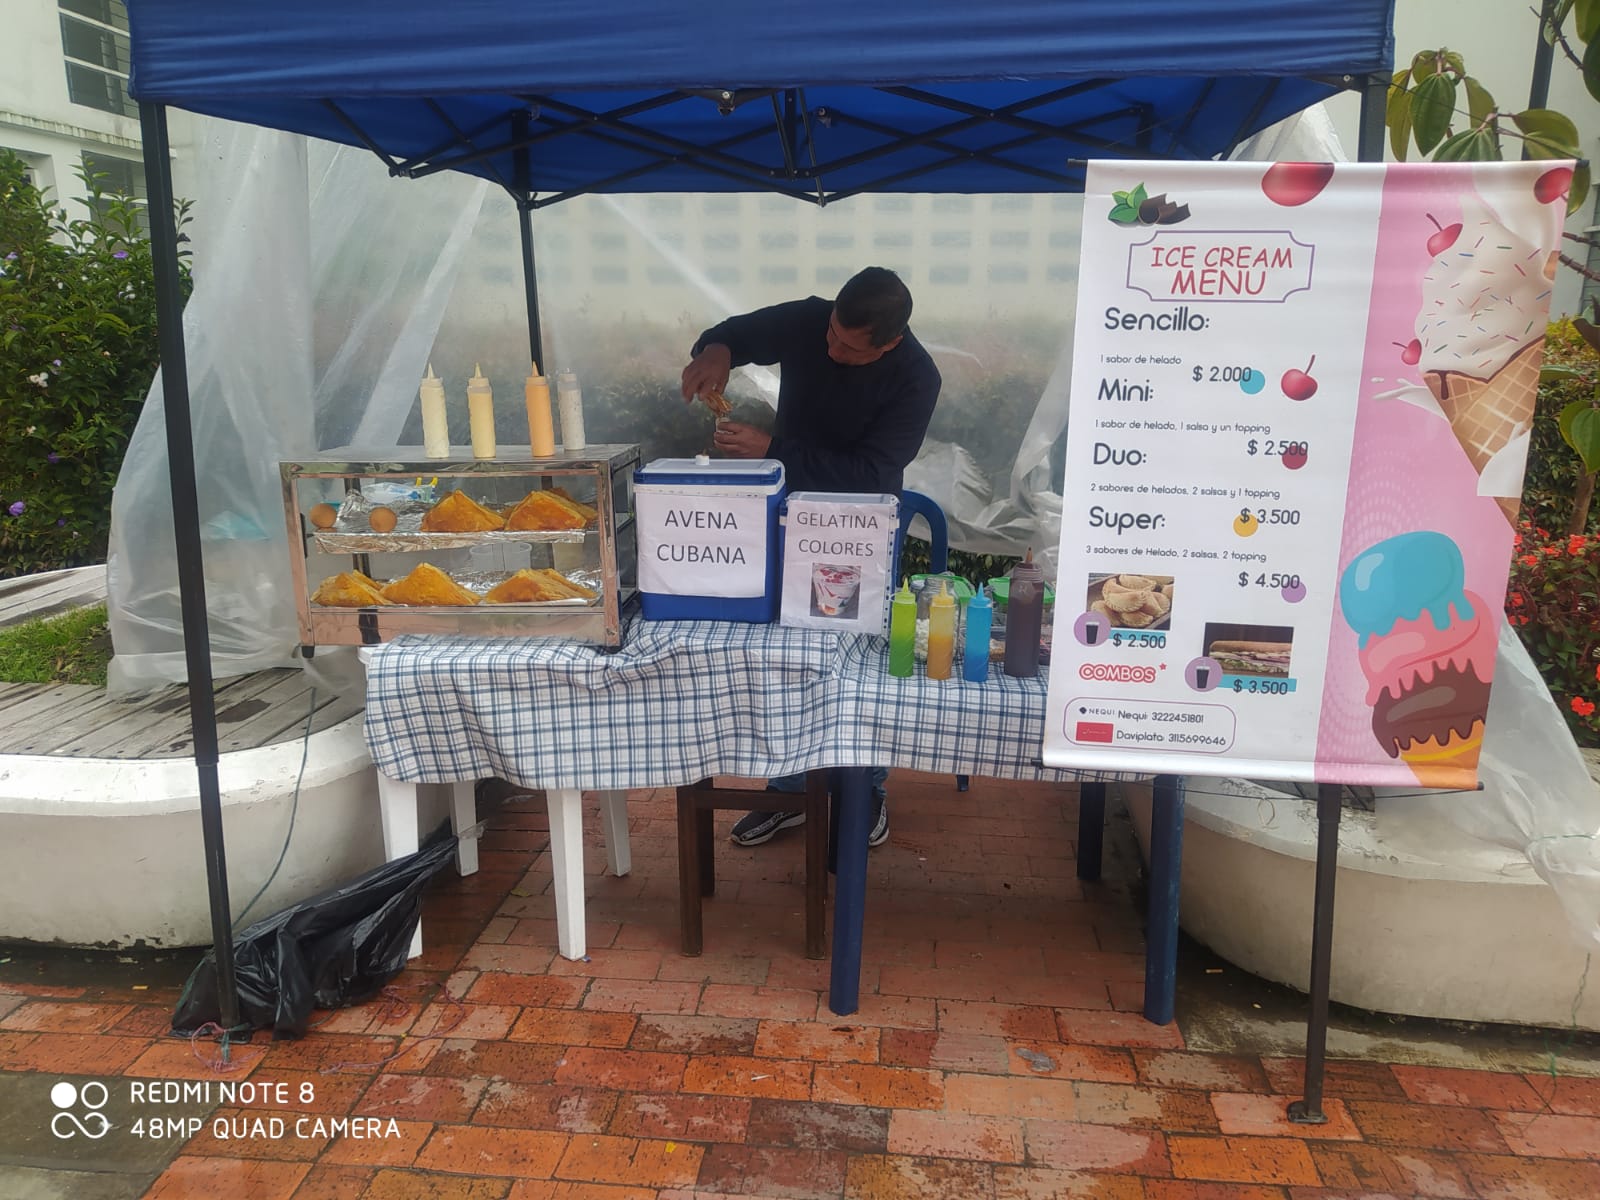 AVENA
CUBANA
GELATINA
COLORES
ICE CREAM
MENU
Sencillo:
1 sabor de helado
$ 2.000
Mini:
1 sabor de helado, 1 salsa y un topping
$ 2.500
Duo:
2 sabores de helados, 2 salsas y 1 topping
$ 3.500
Super:
3 sabores de Helado, 2 salsas, 2 topping
$ 4.500
$ 2.500
COMBOS*
$ 3.500
NEQUI Nequi: 3222451801
Daviplata: 3115699646
REDMI NOTE 8
48MP QUAD CAMERA